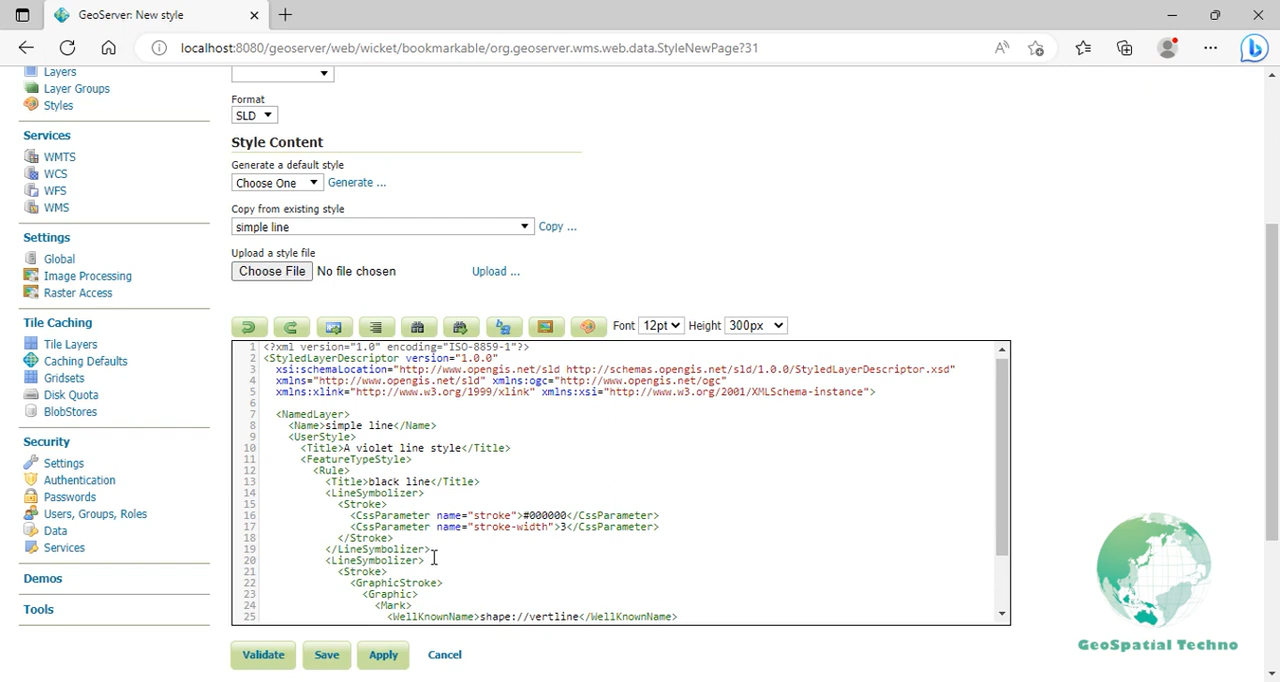 GeoServer: New style
localhost:8080/geoserver/web/wicket/bookmarkable/org.geoserver.wms.web.data.StyleNewPage?31
Layers
Layer Groups
Styles
Services
WMTS
WCS
WFS
WMS
Settings
Global
Image Processing
Raster Access
Tile Caching
Tile Layers
Caching Defaults
Gridsets
Disk Quota
BlobStores
Security
Settings
Authentication
Passwords
Users, Groups, Roles
Data
Services
Demos
Tools
Format
SLD
Style Content
Generate a default style
Choose One Generate ...
Copy from existing style
simple line Copy ...
Upload a style file
Choose File No file chosen Upload ...
Font 12pt Height 300px
1 <?xml version="1.0" encoding="ISO-8859-1"?>
2 <StyledLayerDescriptor version="1.0.0"
3 xsi:schemaLocation="http://www.opengis.net/sld http://schemas.opengis.net/sld/1.0.0/StyledLayerDescriptor.xsd"
4 xmlns="http://www.opengis.net/sld" xmlns:ogc="http://www.opengis.net/ogc"
5 xmlns:xlink="http://www.w3.org/1999/xlink" xmlns:xsi="http://www.w3.org/2001/XMLSchema-instance">
6
7 <NamedLayer>
8 <Name>simple line</Name>
9 <UserStyle>
10 <Title>A violet line style</Title>
11 <FeatureTypeStyle>
12 <Rule>
13 <Title>black line</Title>
14 <LineSymbolizer>
15 <Stroke>
16 <CssParameter name="stroke">#000000</CssParameter>
17 <CssParameter name="stroke-width">3</CssParameter>
18 </Stroke>
19 </LineSymbolizer>
20 <LineSymbolizer>
21 <Stroke>
22 <GraphicStroke>
23 <Graphic>
24 <Mark>
25 <WellKnownName>shape://vertline</WellKnownName>
Validate Save Apply Cancel
GeoSpatial Techno